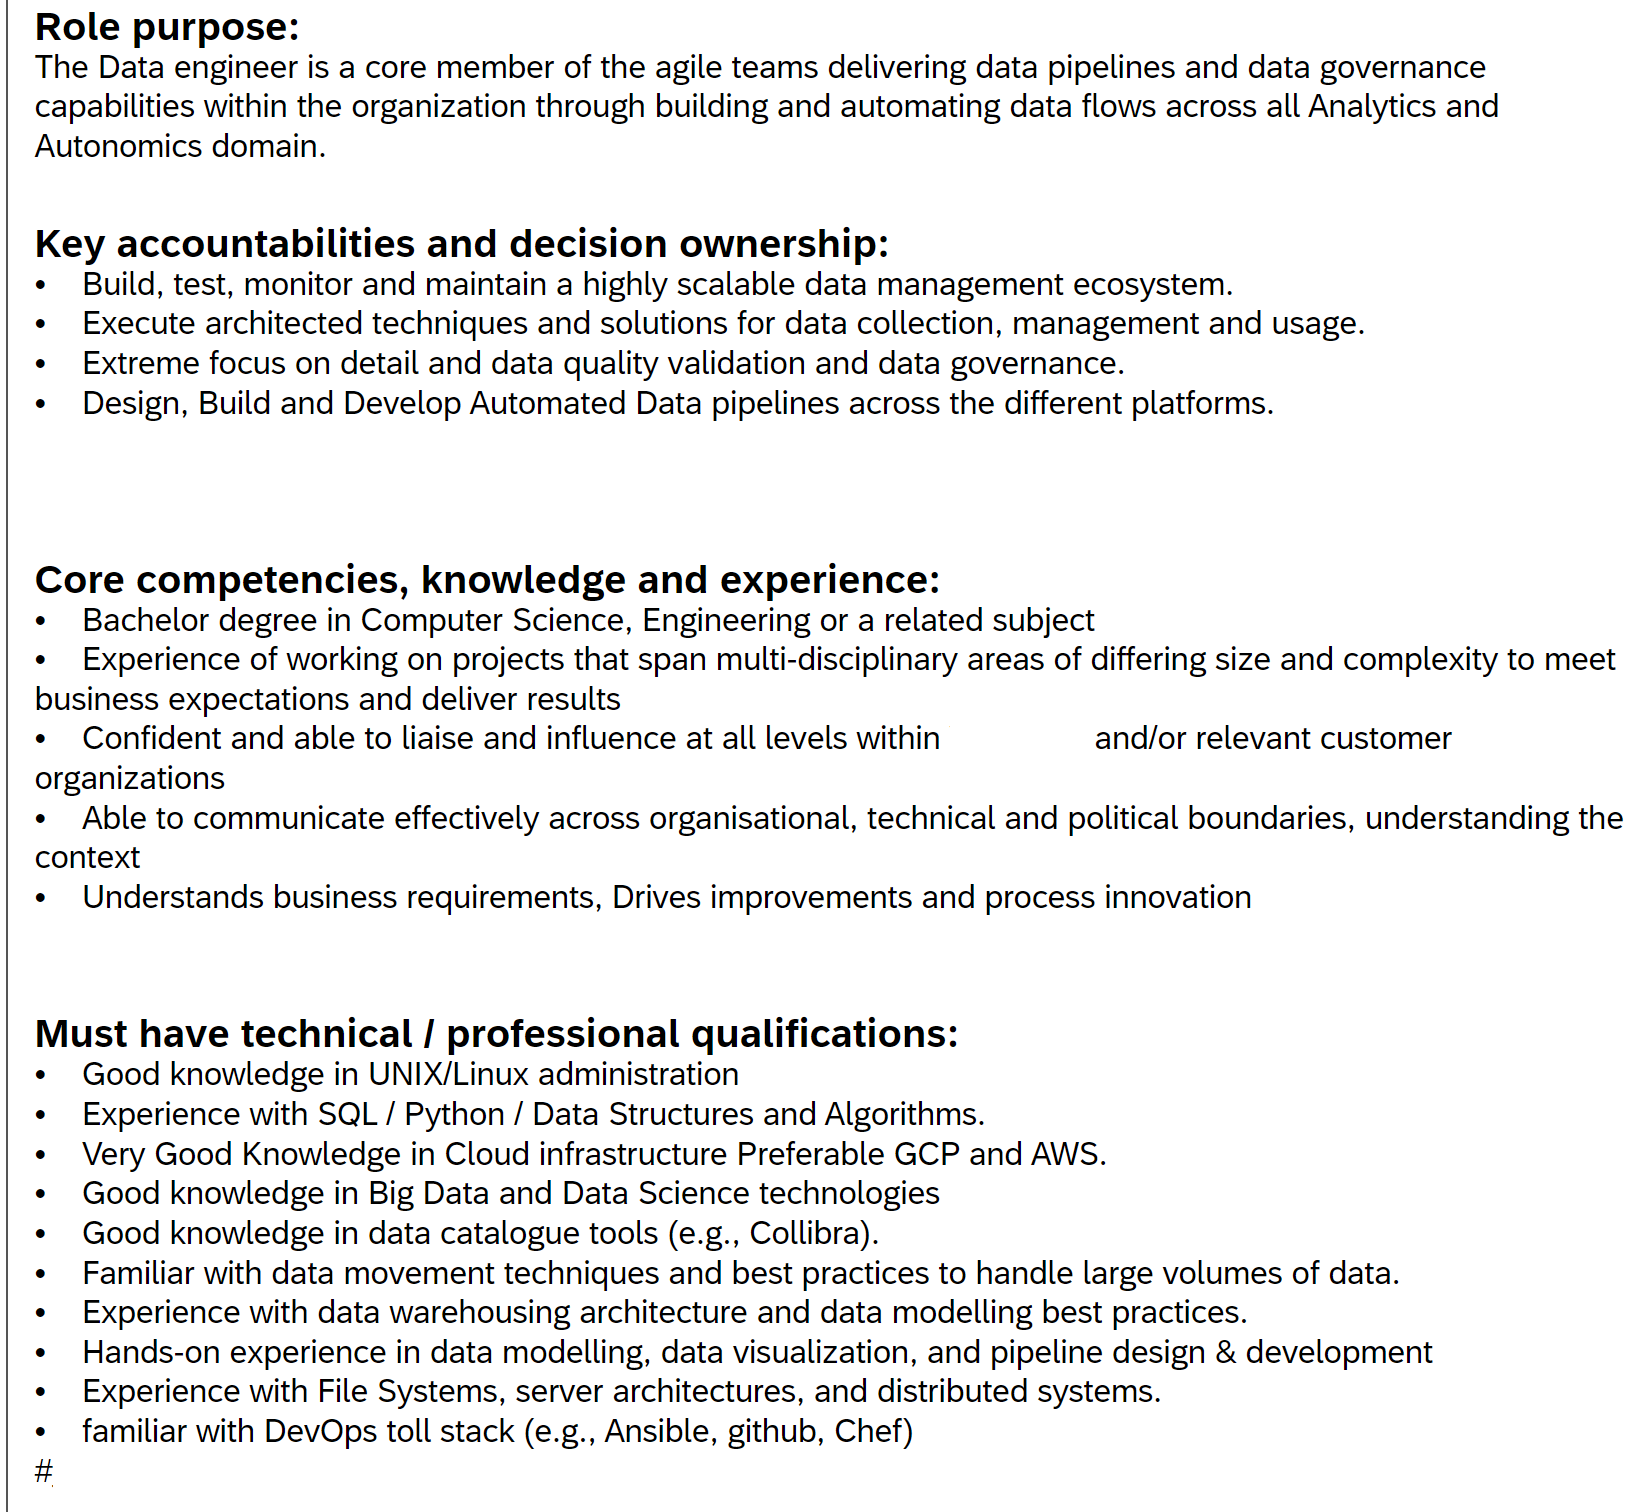 Role purpose:
The Data engineer is a core member of the agile teams delivering data pipelines and data governance
capabilities within the organization through building and automating data flows across all Analytics and
Autonomics domain.
Key accountabilities and decision ownership:
• Build, test, monitor and maintain a highly scalable data management ecosystem.
• Execute architected techniques and solutions for data collection, management and usage.
• Extreme focus on detail and data quality validation and data governance.
• Design, Build and Develop Automated Data pipelines across the different platforms.
Core competencies, knowledge and experience:
• Bachelor degree in Computer Science, Engineering or a related subject
• Experience of working on projects that span multi-disciplinary areas of differing size and complexity to meet
business expectations and deliver results
• Confident and able to liaise and influence at all levels within and/or relevant customer
organizations
• Able to communicate effectively across organisational, technical and political boundaries, understanding the
context
• Understands business requirements, Drives improvements and process innovation
Must have technical / professional qualifications:
• Good knowledge in UNIX/Linux administration
• Experience with SQL / Python / Data Structures and Algorithms.
• Very Good Knowledge in Cloud infrastructure Preferable GCP and AWS.
• Good knowledge in Big Data and Data Science technologies
• Good knowledge in data catalogue tools (e.g., Collibra).
• Familiar with data movement techniques and best practices to handle large volumes of data.
• Experience with data warehousing architecture and data modelling best practices.
• Hands-on experience in data modelling, data visualization, and pipeline design & development
• Experience with File Systems, server architectures, and distributed systems.
• familiar with DevOps toll stack (e.g., Ansible, github, Chef)
#